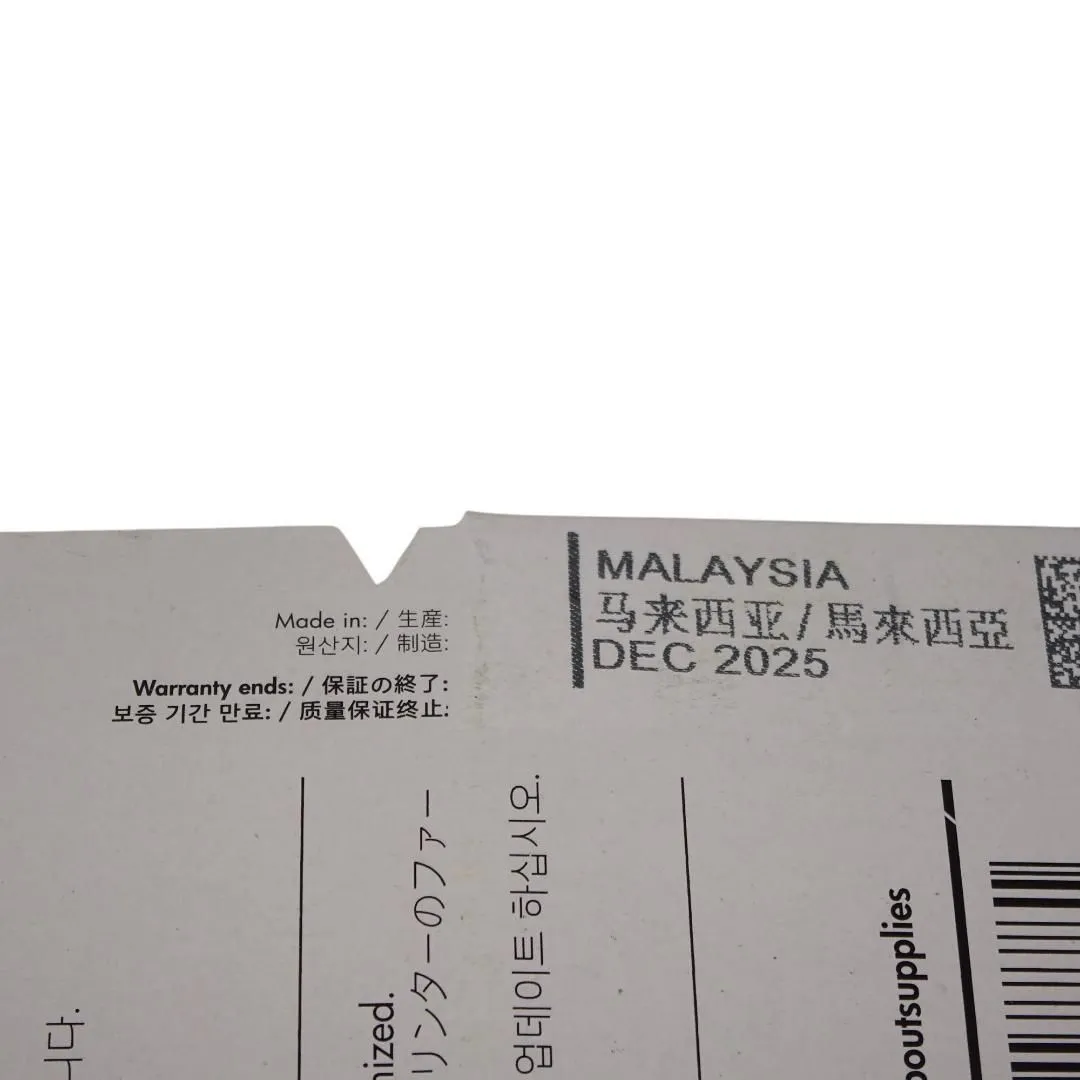 Made in: / 生産:
원산지: / 制造:
Warranty ends: / 保証の終了:
보증 기간 만료: / 质量保证终止:
MALAYSIA
马来西亚/馬來西亞
DEC 2025
니다.
nized.
リンターのファー
업데이트 하십시오.
outsupplies